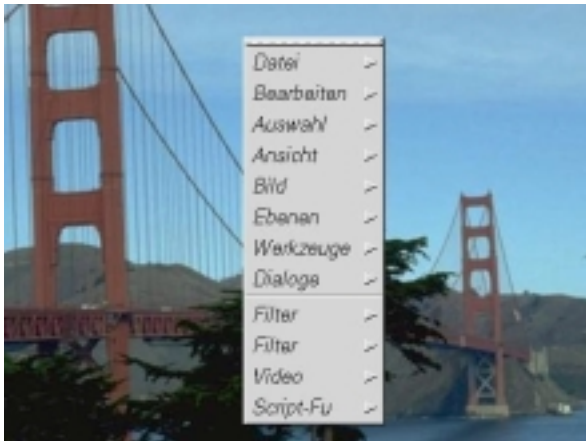 Datei
Bearbeiten
Auswahl
Ansicht
Bild
Ebenen
Werkzeuge
Dialoge
Filter
Filter
Video
Script-Fu